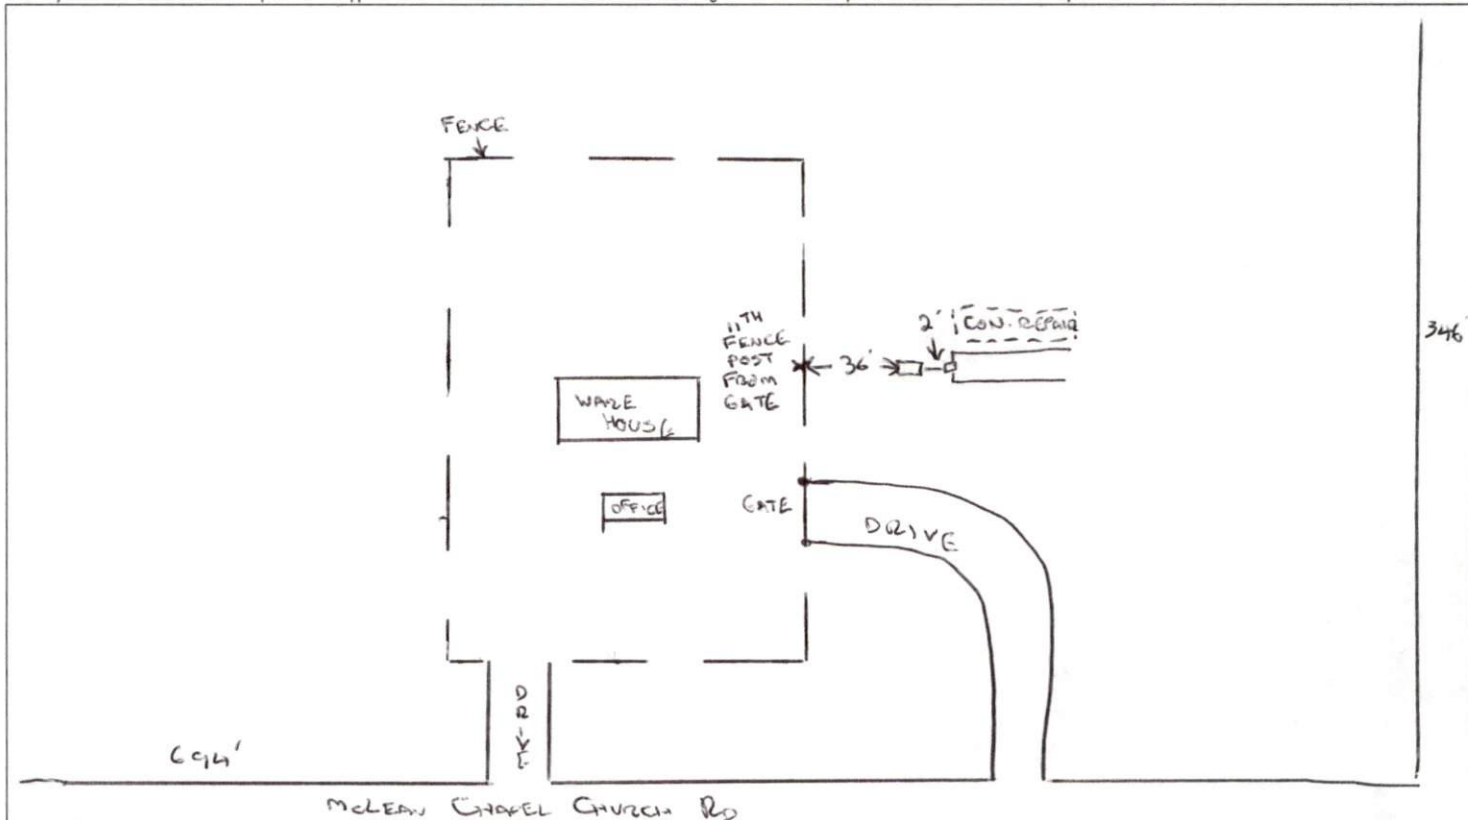 FENCE
11TH
FENCE
POST
FROM
GATE
36'
2'
CON. REPAIR
346'
WARE
HOUSE
OFFICE
GATE
DRIVE
DRIVE
694'
McLEAN CHAPEL CHURCH RD